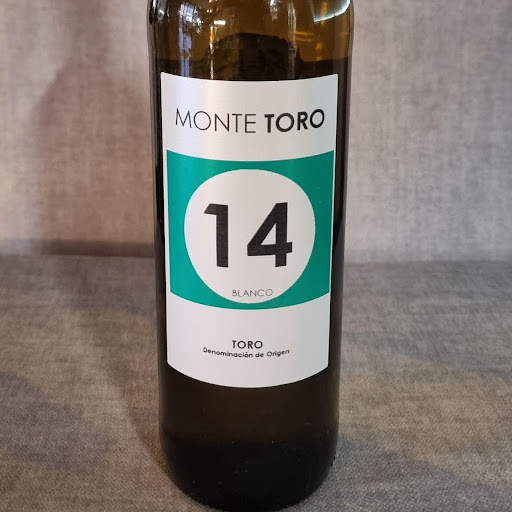 MONTE TORO
14
BLANCO
TORO
Denominación de Origen